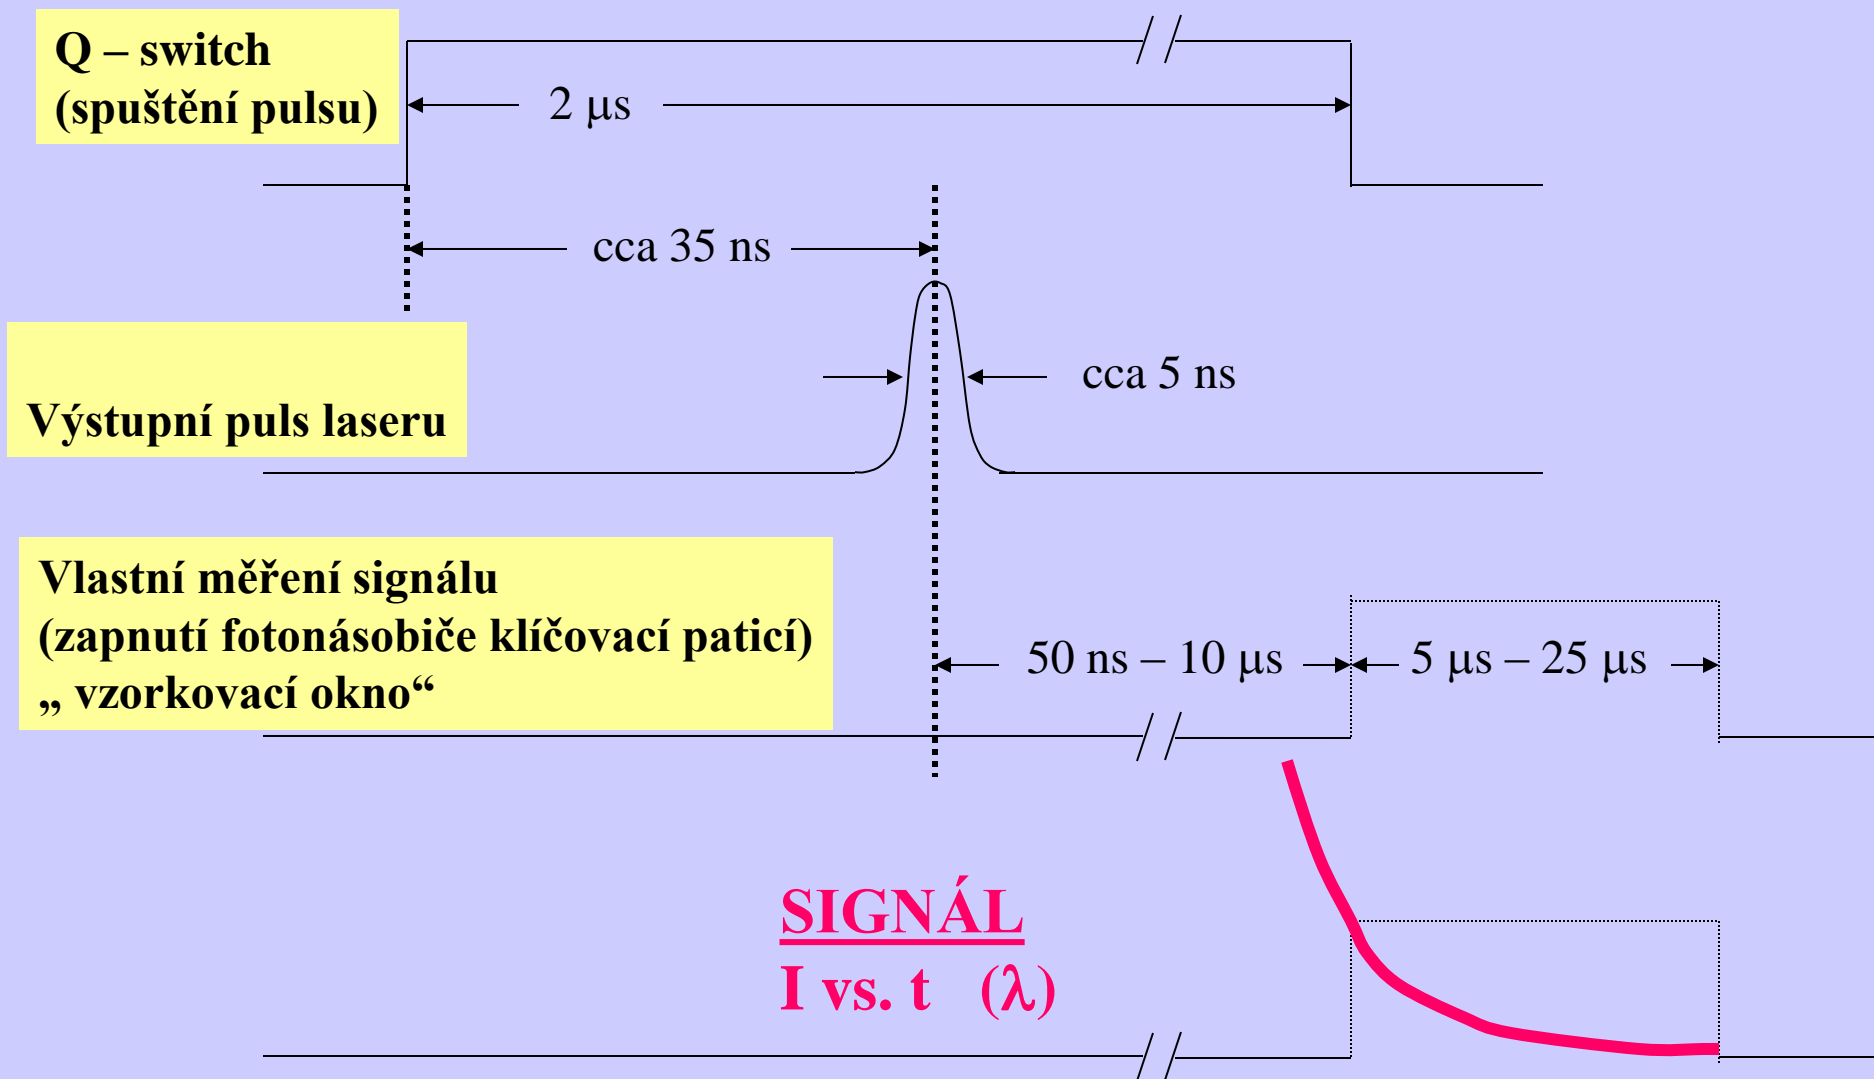 Q – switch
(spuštění pulsu)
2 μs
cca 35 ns
cca 5 ns
Výstupní puls laseru
Vlastní měření signálu
(zapnutí fotonásobiče klíčovací paticí)
„ vzorkovací okno“
50 ns – 10 μs
5 μs – 25 μs
SIGNÁL
I vs. t (λ)